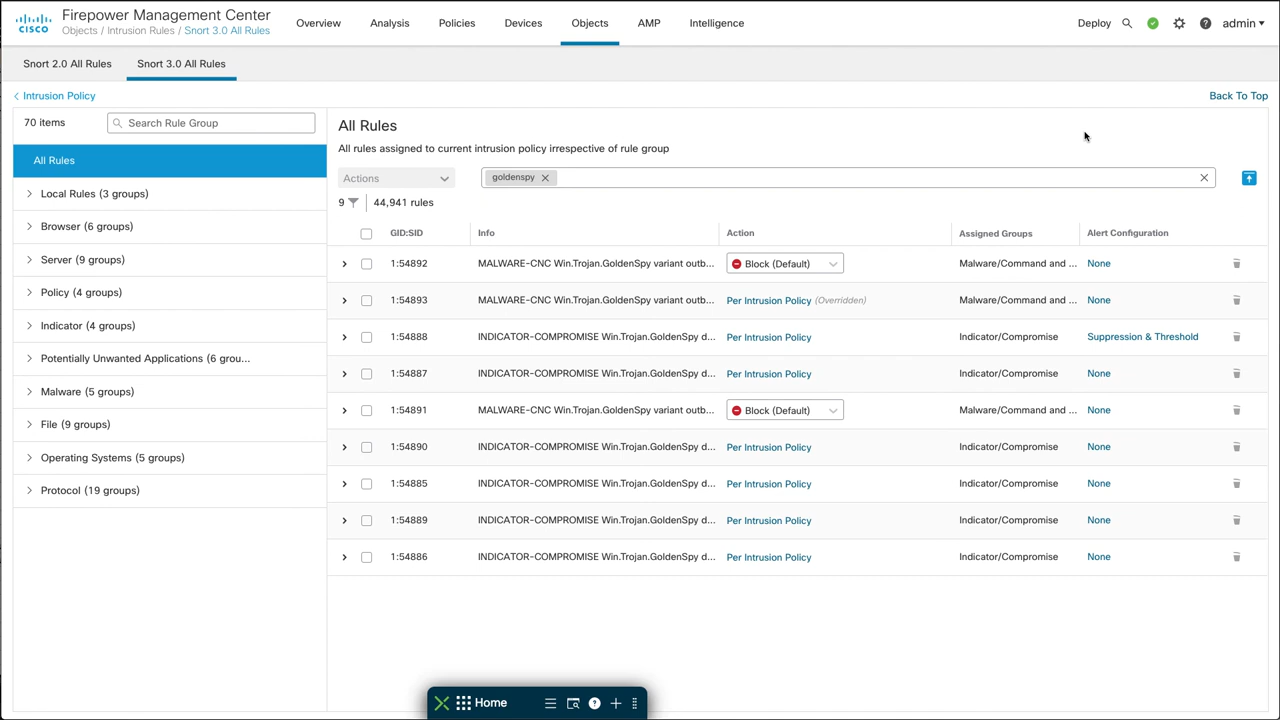 cisco
Firepower Management Center
Objects / Intrusion Rules / Snort 3.0 All Rules
Overview Analysis Policies Devices Objects AMP Intelligence Deploy admin
Snort 2.0 All Rules Snort 3.0 All Rules
Intrusion Policy Back To Top
70 items Search Rule Group
All Rules
Local Rules (3 groups)
Browser (6 groups)
Server (9 groups)
Policy (4 groups)
Indicator (4 groups)
Potentially Unwanted Applications (6 grou...
Malware (5 groups)
File (9 groups)
Operating Systems (5 groups)
Protocol (19 groups)
All Rules
All rules assigned to current intrusion policy irrespective of rule group
Actions goldenspy
9 44,941 rules
GID:SID Info Action Assigned Groups Alert Configuration
1:54892 MALWARE-CNC Win.Trojan.GoldenSpy variant outb... Block (Default) Malware/Command and ... None
1:54893 MALWARE-CNC Win.Trojan.GoldenSpy variant outb... Per Intrusion Policy (Overridden) Malware/Command and ... None
1:54888 INDICATOR-COMPROMISE Win.Trojan.GoldenSpy d... Per Intrusion Policy Indicator/Compromise Suppression & Threshold
1:54887 INDICATOR-COMPROMISE Win.Trojan.GoldenSpy d... Per Intrusion Policy Indicator/Compromise None
1:54891 MALWARE-CNC Win.Trojan.GoldenSpy variant outb... Block (Default) Malware/Command and ... None
1:54890 INDICATOR-COMPROMISE Win.Trojan.GoldenSpy d... Per Intrusion Policy Indicator/Compromise None
1:54885 INDICATOR-COMPROMISE Win.Trojan.GoldenSpy d... Per Intrusion Policy Indicator/Compromise None
1:54889 INDICATOR-COMPROMISE Win.Trojan.GoldenSpy d... Per Intrusion Policy Indicator/Compromise None
1:54886 INDICATOR-COMPROMISE Win.Trojan.GoldenSpy d... Per Intrusion Policy Indicator/Compromise None
Home